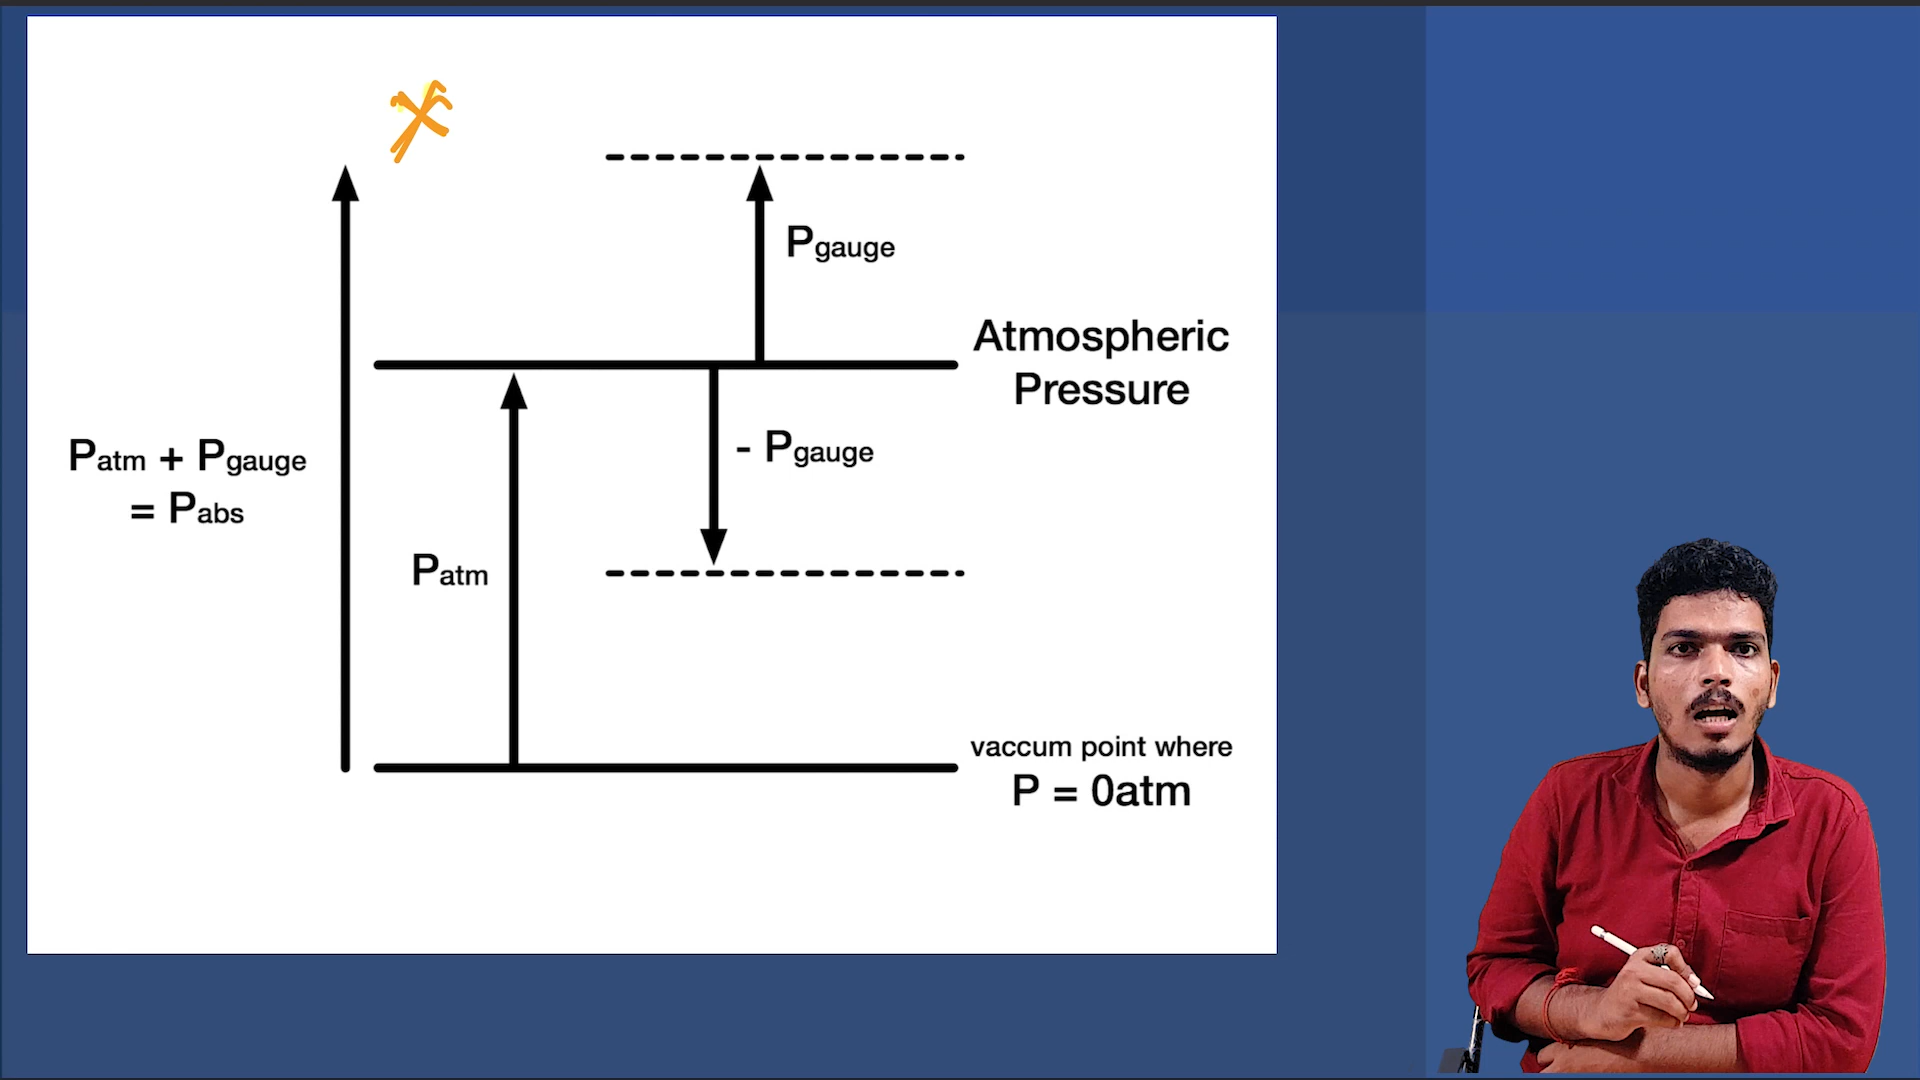 Pgauge
Atmospheric
Pressure
Patm + Pgauge
= Pabs
- Pgauge
Patm
vaccum point where
P = 0atm